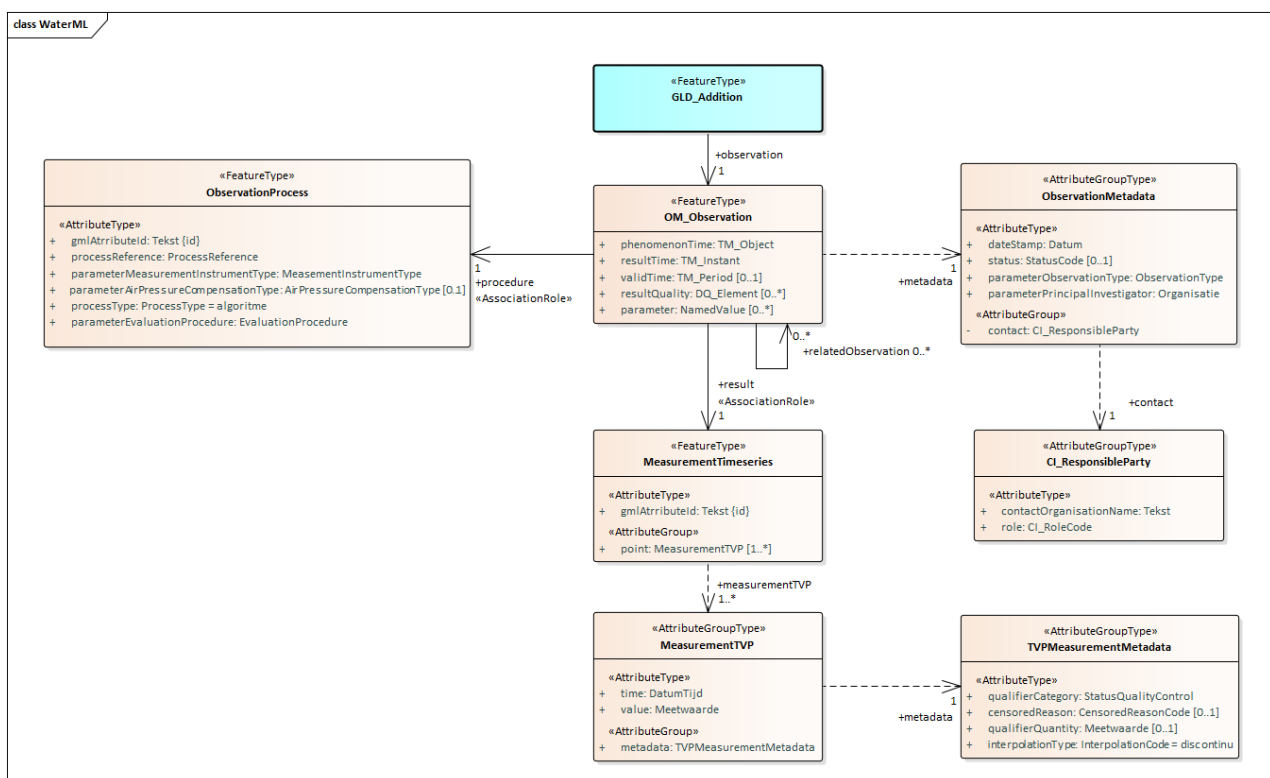 class WaterML
«FeatureType»
GLD_Addition
+observation
1
«FeatureType»
ObservationProcess
«AttributeType»
+ gmlAtrributeId: Tekst {id}
+ processReference: ProcessReference
+ parameterMeasurementInstrumentType: MeasementInstrumentType
+ parameterAirPressureCompensationType: AirPressureCompensationType [0.1]
+ processType: ProcessType = algoritme
+ parameterEvaluationProcedure: EvaluationProcedure
1
+procedure
«AssociationRole»
«FeatureType»
OM_Observation
+ phenomenonTime: TM_Object
+ resultTime: TM_Instant
+ validTime: TM_Period [0..1]
+ resultQuality: DQ_Element [0..*]
+ parameter: NamedValue [0..*]
0..*
+relatedObservation 0..*
1
+metadata
«AttributeGroupType»
ObservationMetadata
«AttributeType»
+ dateStamp: Datum
+ status: StatusCode [0..1]
+ parameterObservationType: ObservationType
+ parameterPrincipalInvestigator: Organisatie
«AttributeGroup»
- contact: CI_ResponsibleParty
+contact
1
+result
«AssociationRole»
1
«FeatureType»
MeasurementTimeseries
«AttributeType»
+ gmlAtrributeId: Tekst {id}
«AttributeGroup»
+ point: MeasurementTVP [1..*]
«AttributeGroupType»
CI_ResponsibleParty
«AttributeType»
+ contactOrganisationName: Tekst
+ role: CI_RoleCode
+measurementTVP
1..*
«AttributeGroupType»
MeasurementTVP
«AttributeType»
+ time: DatumTijd
+ value: Meetwaarde
«AttributeGroup»
+ metadata: TVPMeasurementMetadata
1
+metadata
«AttributeGroupType»
TVPMeasurementMetadata
«AttributeType»
+ qualifierCategory: StatusQualityControl
+ censoredReason: CensoredReasonCode [0..1]
+ qualifierQuantity: Meetwaarde [0..1]
+ interpolationType: InterpolationCode = discontinu